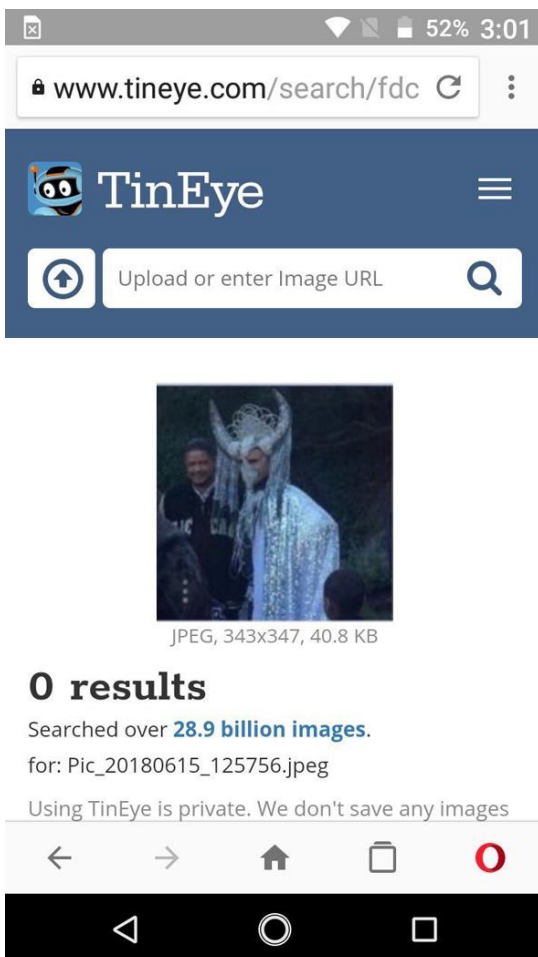 52% 3:01
www.tineye.com/search/fdc
TinEye
Upload or enter Image URL
JPEG, 343x347, 40.8 KB
0 results
Searched over 28.9 billion images.
for: Pic_20180615_125756.jpeg
Using TinEye is private. We don't save any images